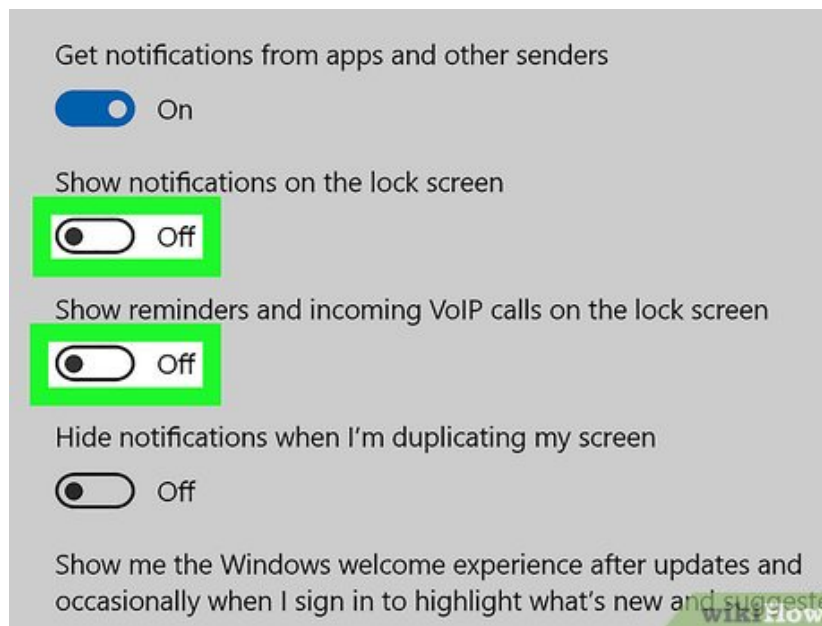 Get notifications from apps and other senders
On
Show notifications on the lock screen
Off
Show reminders and incoming VoIP calls on the lock screen
Off
Hide notifications when I'm duplicating my screen
Off
Show me the Windows welcome experience after updates and
occasionally when I sign in to highlight what's new and suggeste
wikiHow